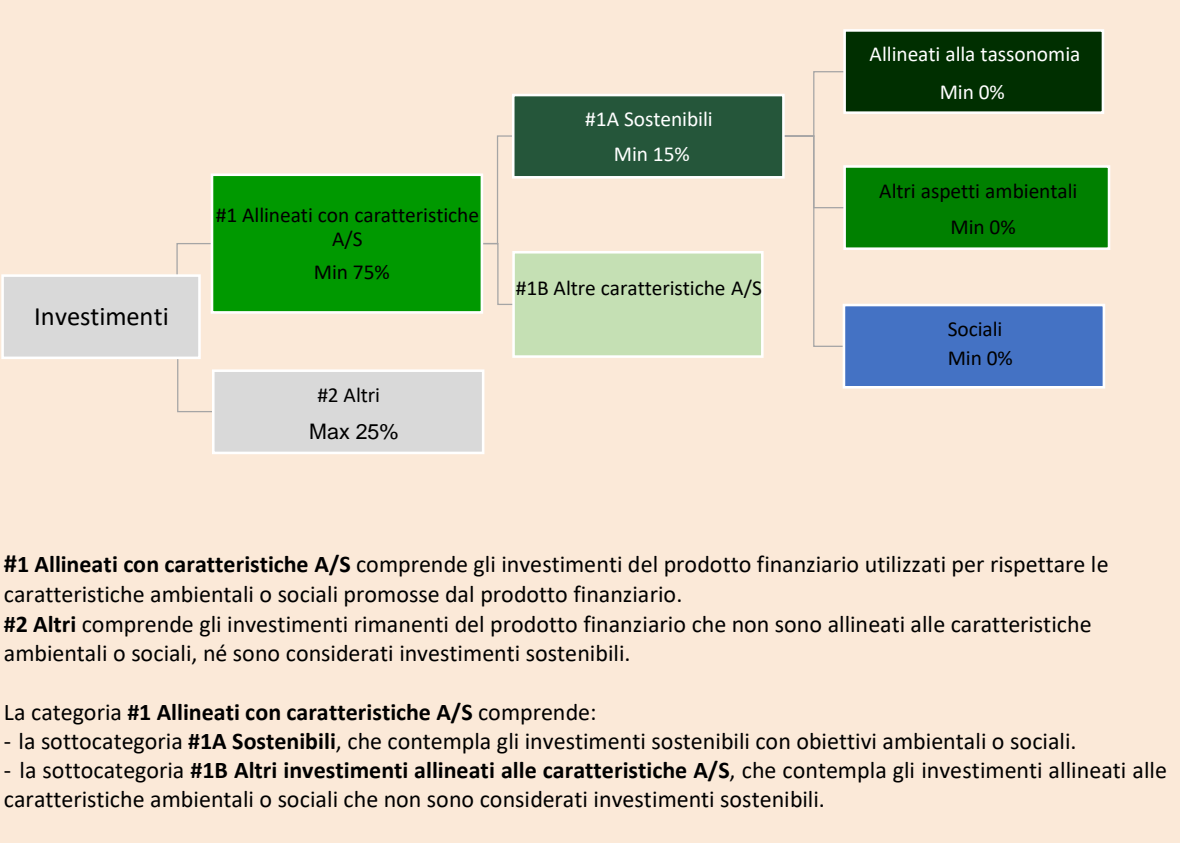 Allineati alla tassonomia
Min 0%
#1A Sostenibili
Min 15%
Altri aspetti ambientali
Min 0%
#1 Allineati con caratteristiche
A/S
Min 75%
#1B Altre caratteristiche A/S
Investimenti
Sociali
Min 0%
#2 Altri
Max 25%
#1 Allineati con caratteristiche A/S comprende gli investimenti del prodotto finanziario utilizzati per rispettare le
caratteristiche ambientali o sociali promosse dal prodotto finanziario.
#2 Altri comprende gli investimenti rimanenti del prodotto finanziario che non sono allineati alle caratteristiche
ambientali o sociali, né sono considerati investimenti sostenibili.
La categoria #1 Allineati con caratteristiche A/S comprende:
- la sottocategoria #1A Sostenibili, che contempla gli investimenti sostenibili con obiettivi ambientali o sociali.
- la sottocategoria #1B Altri investimenti allineati alle caratteristiche A/S, che contempla gli investimenti allineati alle
caratteristiche ambientali o sociali che non sono considerati investimenti sostenibili.